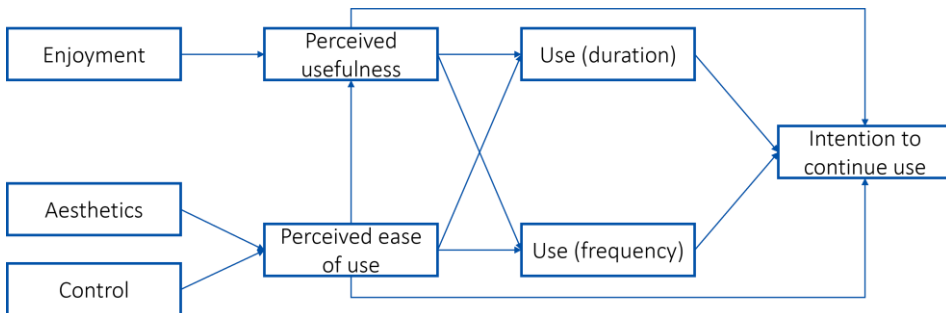 Enjoyment
Perceived
usefulness
Use (duration)
Intention to
continue use
Aesthetics
Perceived ease
of use
Use (frequency)
Control